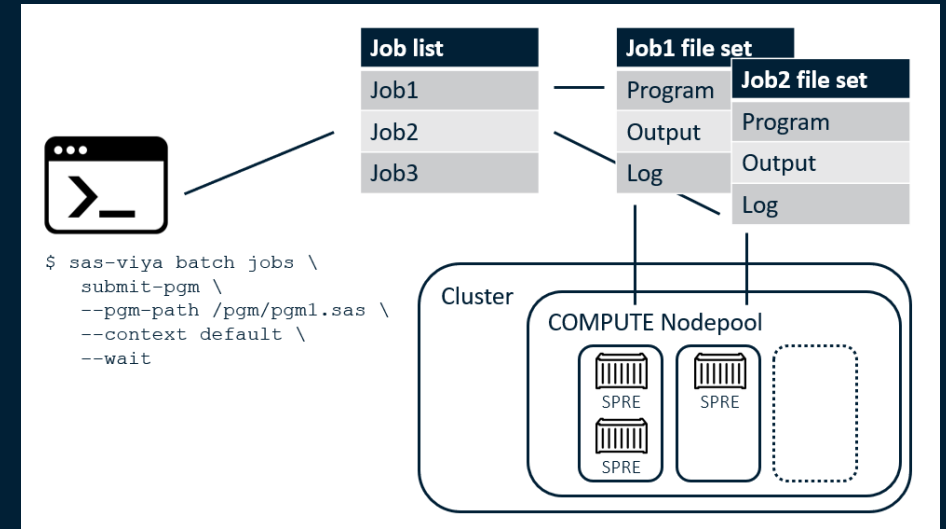 Job list
Job1
Job2
Job3
Job1 file set
Program
Output
Log
Job2 file set
Program
Output
Log
$ sas-viya batch jobs \
submit-pgm \
--pgm-path /pgm/pgm1.sas \
--context default \
--wait
Cluster
COMPUTE Nodepool
SPRE
SPRE
SPRE